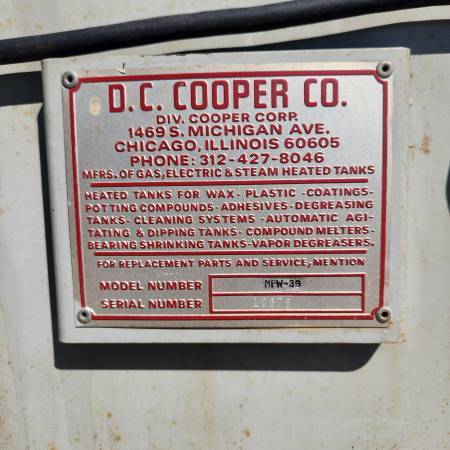 D.C. COOPER CO.
DIV. COOPER CORP.
1469 S. MICHIGAN AVE.
CHICAGO, ILLINOIS 60605
PHONE: 312-427-8046
MFRS. OF GAS, ELECTRIC & STEAM HEATED TANKS
HEATED TANKS FOR WAX - PLASTIC - COATINGS-
POTTING COMPOUNDS - ADHESIVES - DEGREASING
TANKS - CLEANING SYSTEMS - AUTOMATIC AGI-
TATING & DIPPING TANKS - COMPOUND MELTERS-
BEARING SHRINKING TANKS - VAPOR DEGREASERS.
FOR REPLACEMENT PARTS AND SERVICE, MENTION
MODEL NUMBER
SERIAL NUMBER